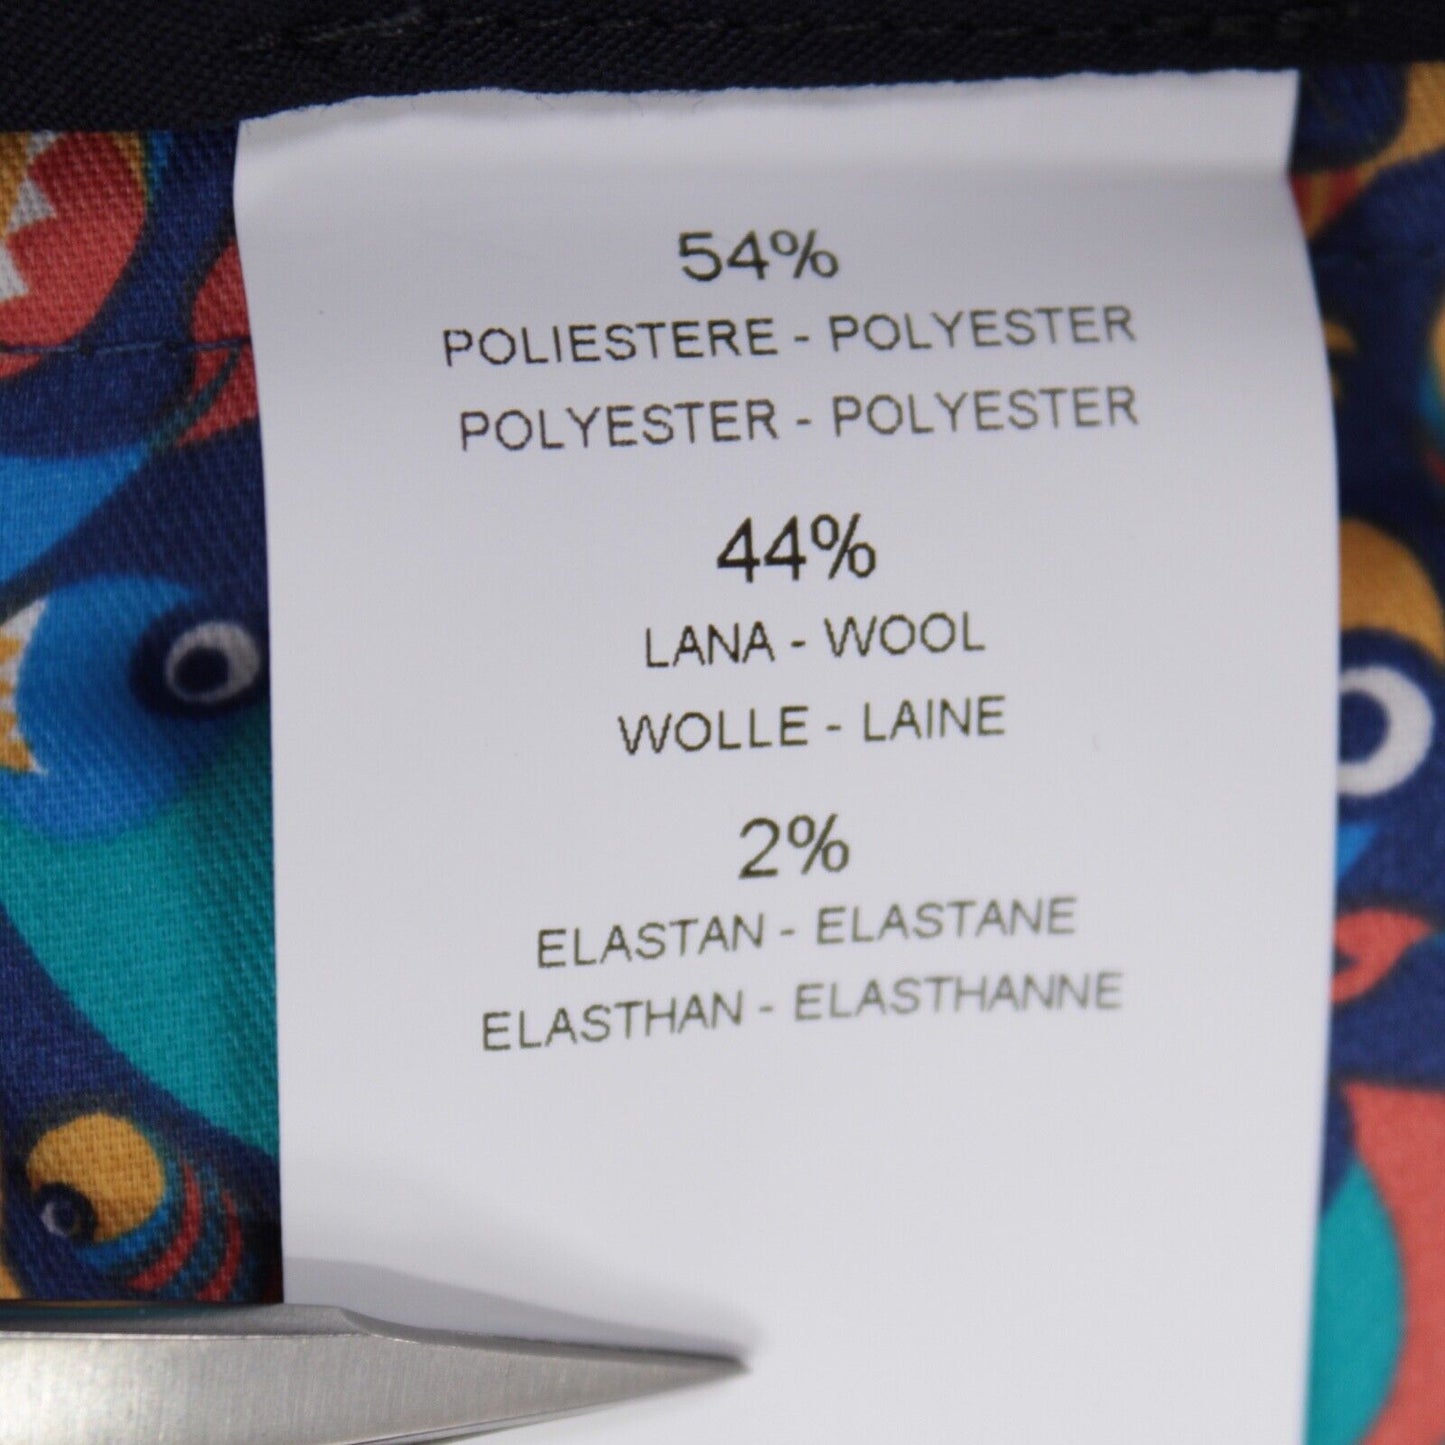 54%
POLIESTERE - POLYESTER
POLYESTER - POLYESTER
44%
LANA - WOOL
WOLLE - LAINE
2%
ELASTAN - ELASTANE
ELASTHAN - ELASTHANNE